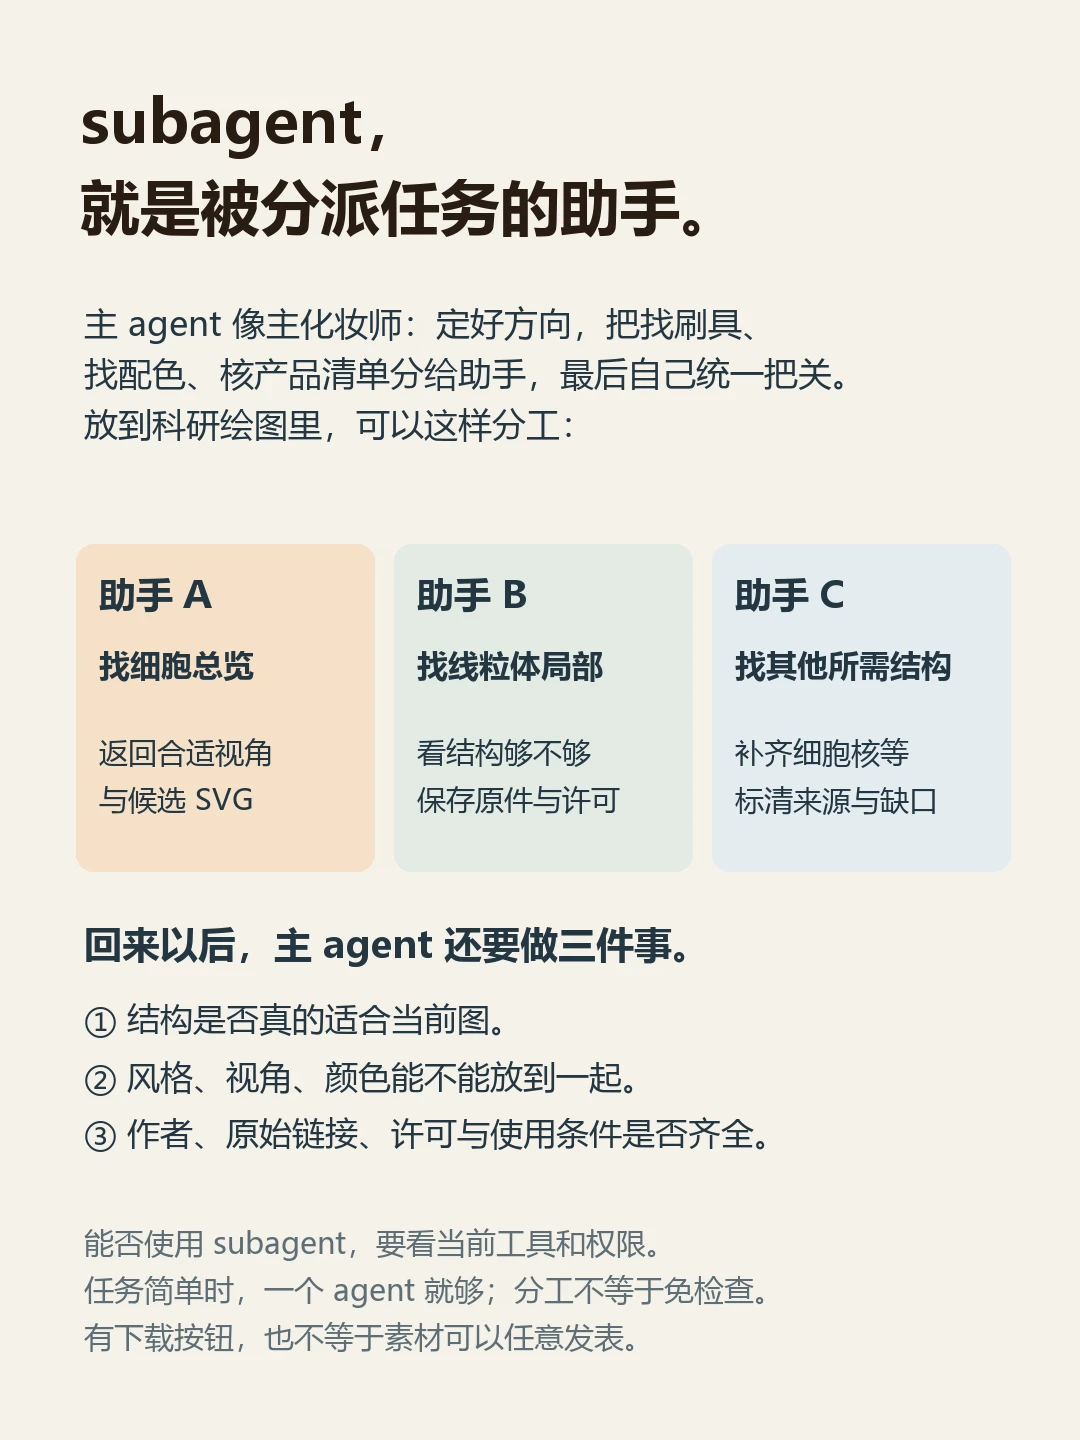 subagent，
就是被分派任务的助手。
主 agent 像主化妆师：定好方向，把找刷具、
找配色、核产品清单分给助手，最后自己统一把关。
放到科研绘图里，可以这样分工：
助手 A
找细胞总览
返回合适视角
与候选 SVG
助手 B
找线粒体局部
看结构够不够
保存原件与许可
助手 C
找其他所需结构
补齐细胞核等
标清来源与缺口
回来以后，主 agent 还要做三件事。
① 结构是否真的适合当前图。
② 风格、视角、颜色能不能放到一起。
③ 作者、原始链接、许可与使用条件是否齐全。
能否使用 subagent，要看当前工具和权限。
任务简单时，一个 agent 就够；分工不等于免检查。
有下载按钮，也不等于素材可以任意发表。